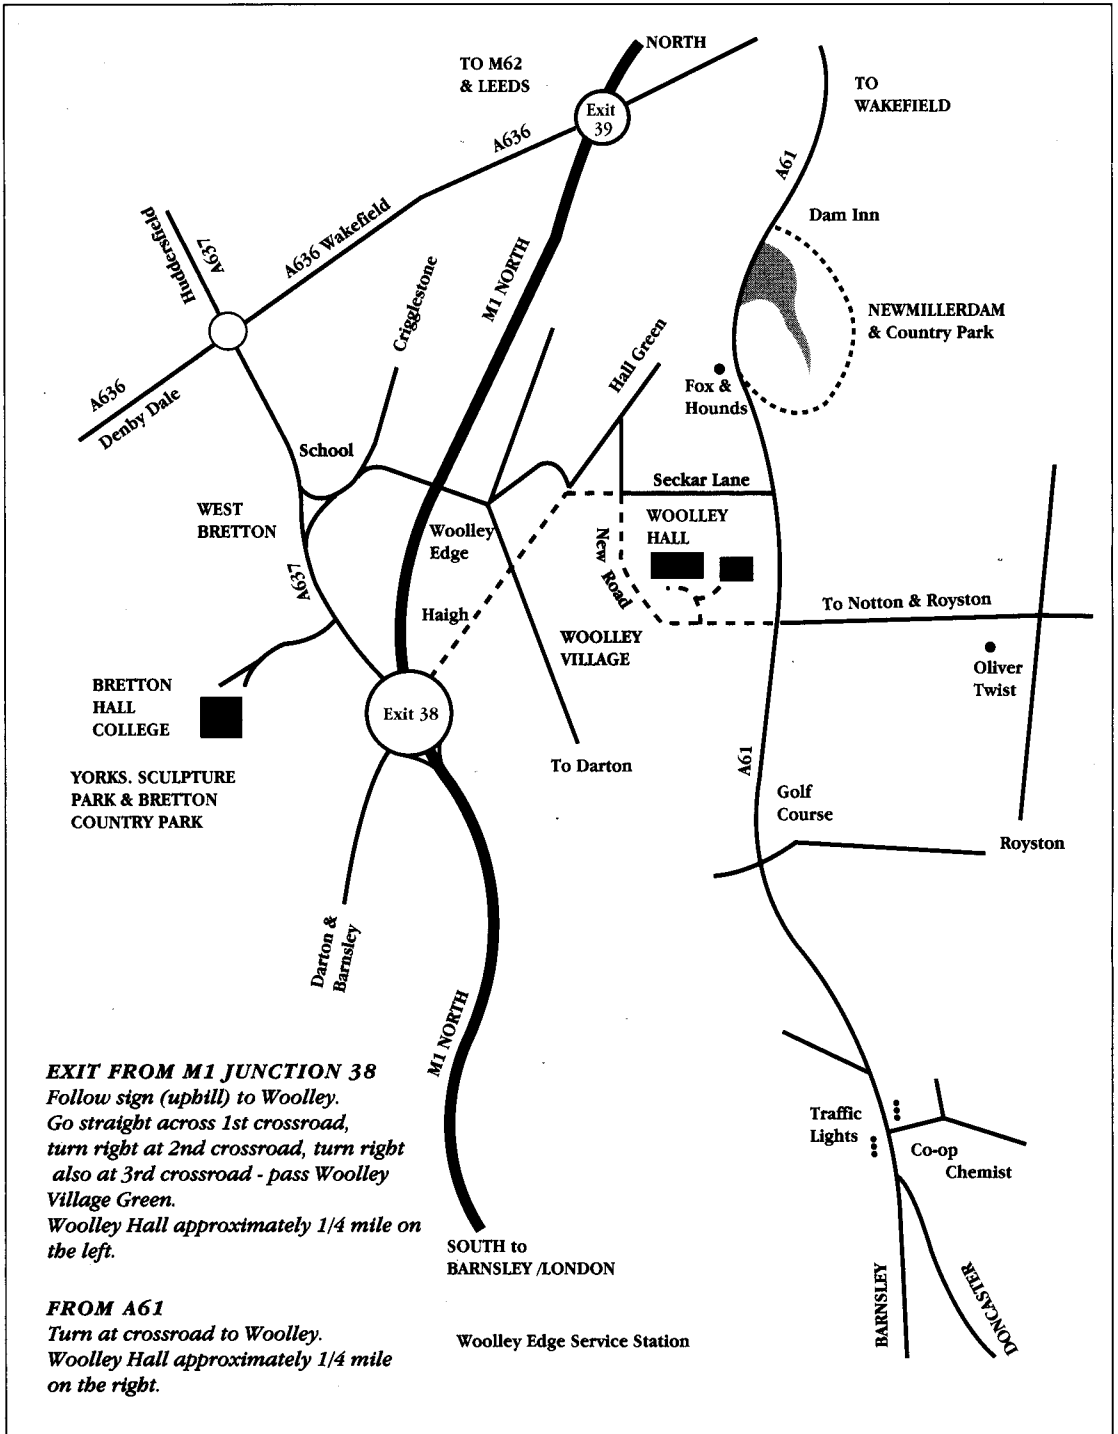 NORTH
TO M62
& LEEDS
Exit
39
TO
WAKEFIELD
A636
A61
Dam Inn
Huddersfield
A637
A636 Wakefield
Crigglestone
M1 NORTH
NEWMILLERDAM
& Country Park
Hall Green
Fox &
Hounds
A636
Denby Dale
School
Seckar Lane
WEST
BRETTON
Woolley
Edge
WOOLLEY
HALL
New Road
A637
Haigh
To Notton & Royston
WOOLLEY
VILLAGE
Oliver
Twist
BRETTON
HALL
COLLEGE
Exit 38
To Darton
A61
YORKS. SCULPTURE
PARK & BRETTON
COUNTRY PARK
Golf
Course
Royston
Darton &
Barnsley
M1 NORTH
EXIT FROM M1 JUNCTION 38
Follow sign (uphill) to Woolley.
Go straight across 1st crossroad,
turn right at 2nd crossroad, turn right
also at 3rd crossroad - pass Woolley
Village Green.
Woolley Hall approximately 1/4 mile on
the left.
Traffic
Lights
Co-op
Chemist
SOUTH to
BARNSLEY /LONDON
BARNSLEY
DONCASTER
FROM A61
Turn at crossroad to Woolley.
Woolley Hall approximately 1/4 mile
on the right.
Woolley Edge Service Station